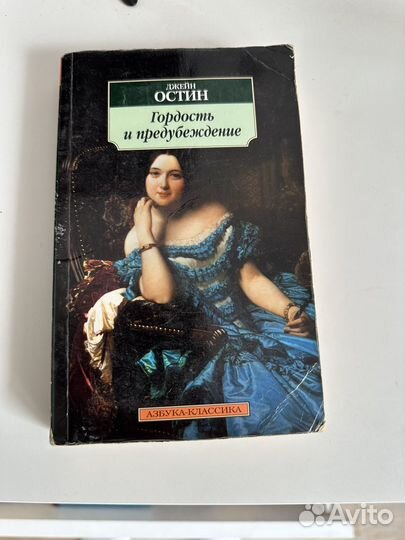 ДЖЕЙН
ОСТИН
Гордость
и предубеждение
АЗБУКА-КЛАССИКА
Avito